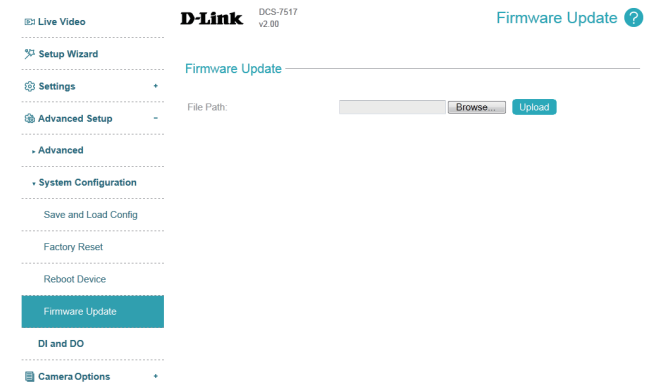 Live Video
D-Link DCS-7517
v2.00
Firmware Update ?
Setup Wizard
Firmware Update
Settings +
File Path: Browse... Upload
Advanced Setup -
Advanced
System Configuration
Save and Load Config
Factory Reset
Reboot Device
Firmware Update
DI and DO
Camera Options +